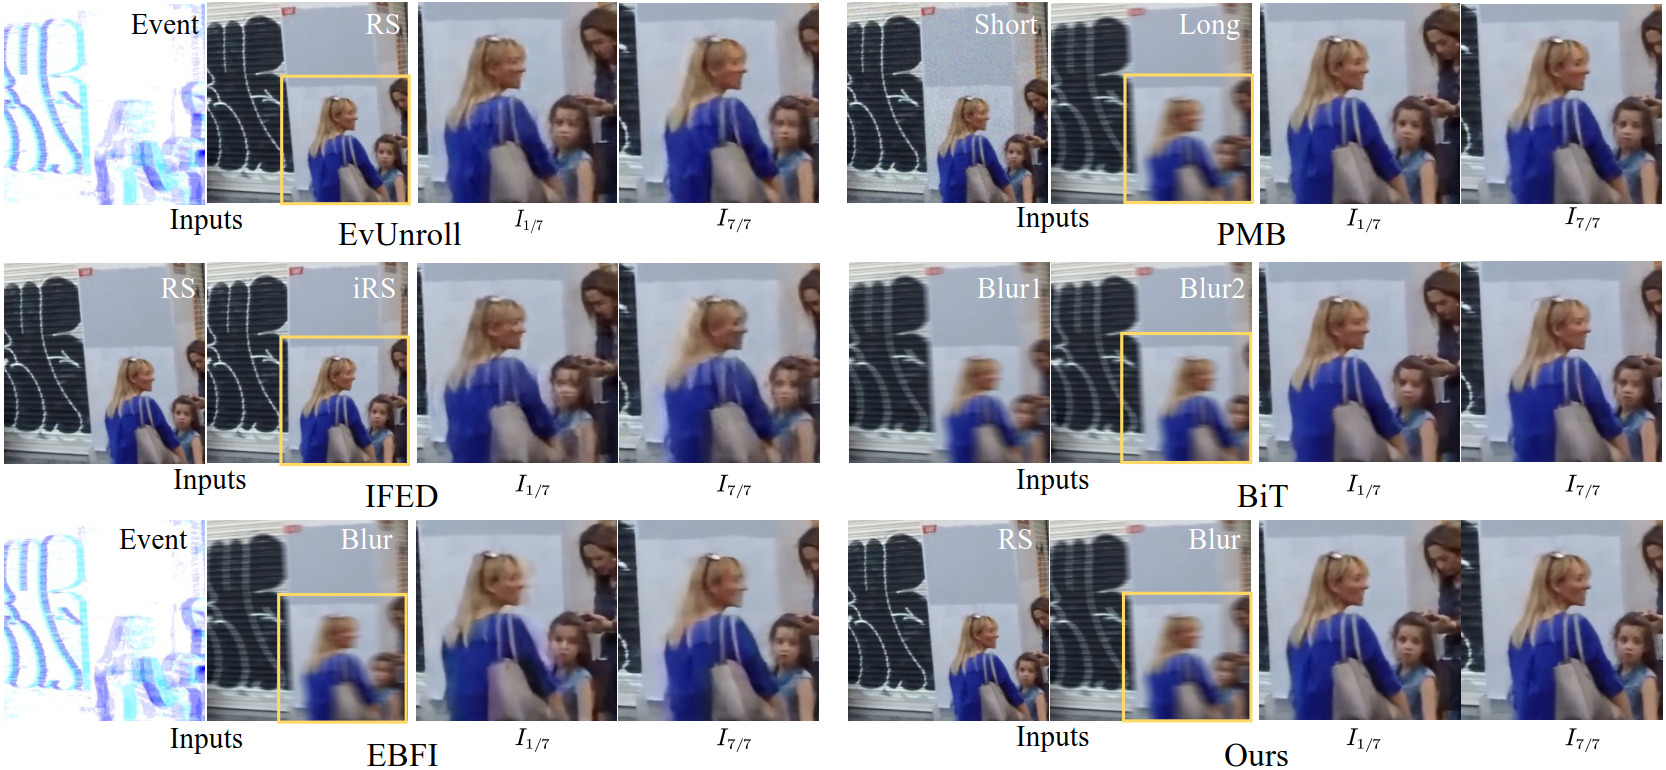 Event RS
Inputs $I_{1/7}$ $I_{7/7}$
EvUnroll
Short Long
Inputs $I_{1/7}$ $I_{7/7}$
PMB
RS iRS
Inputs $I_{1/7}$ $I_{7/7}$
IFED
Blur1 Blur2
Inputs $I_{1/7}$ $I_{7/7}$
BiT
Event Blur
Inputs $I_{1/7}$ $I_{7/7}$
EBFI
RS Blur
Inputs $I_{1/7}$ $I_{7/7}$
Ours